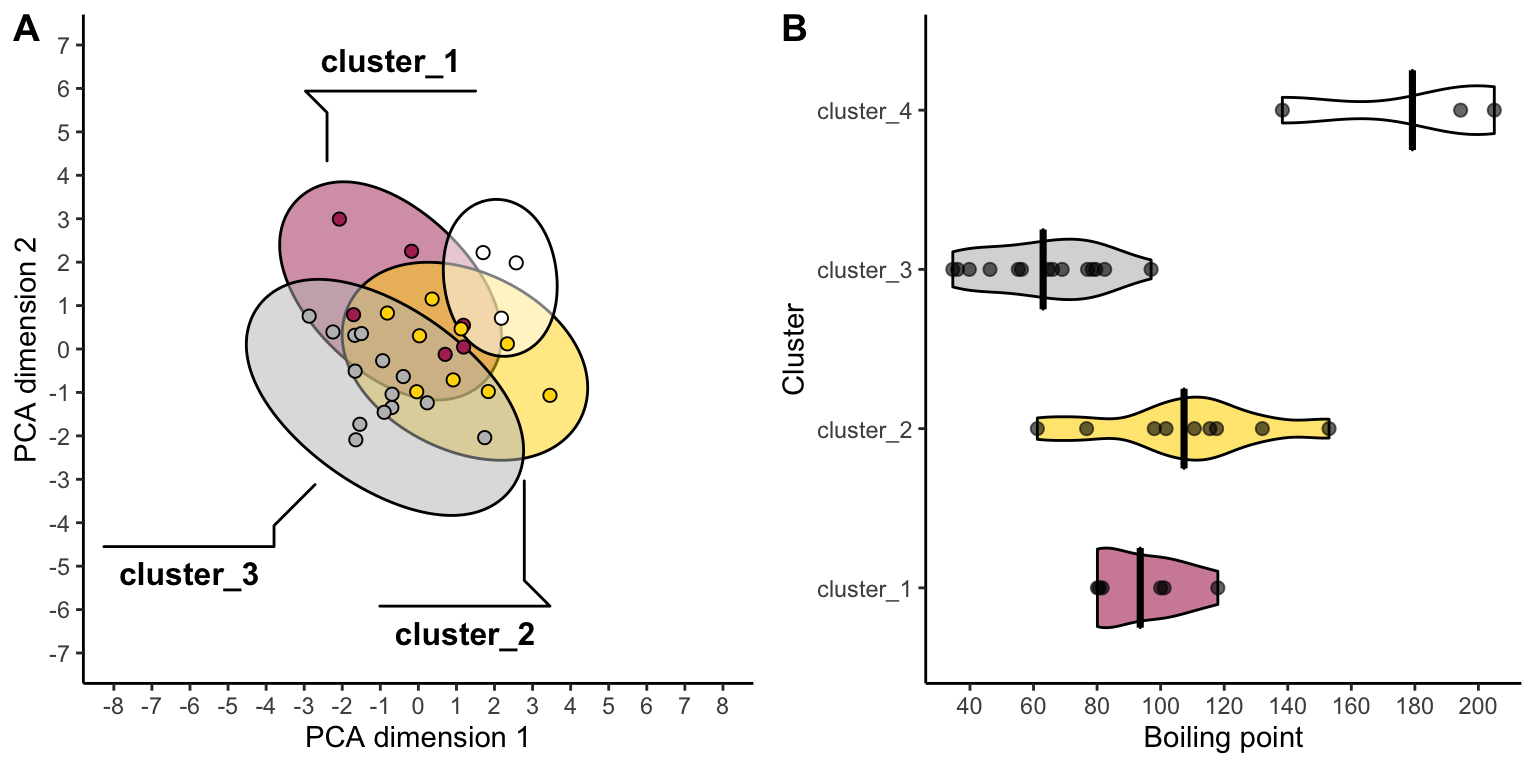 A
7
6
5
4
3
2
1
0
-1
-2
-3
-4
-5
-6
-7
PCA dimension 2
cluster_1
cluster_3
cluster_2
-8 -7 -6 -5 -4 -3 -2 -1 0 1 2 3 4 5 6 7 8
PCA dimension 1
B
Cluster
cluster_4
cluster_3
cluster_2
cluster_1
40 60 80 100 120 140 160 180 200
Boiling point